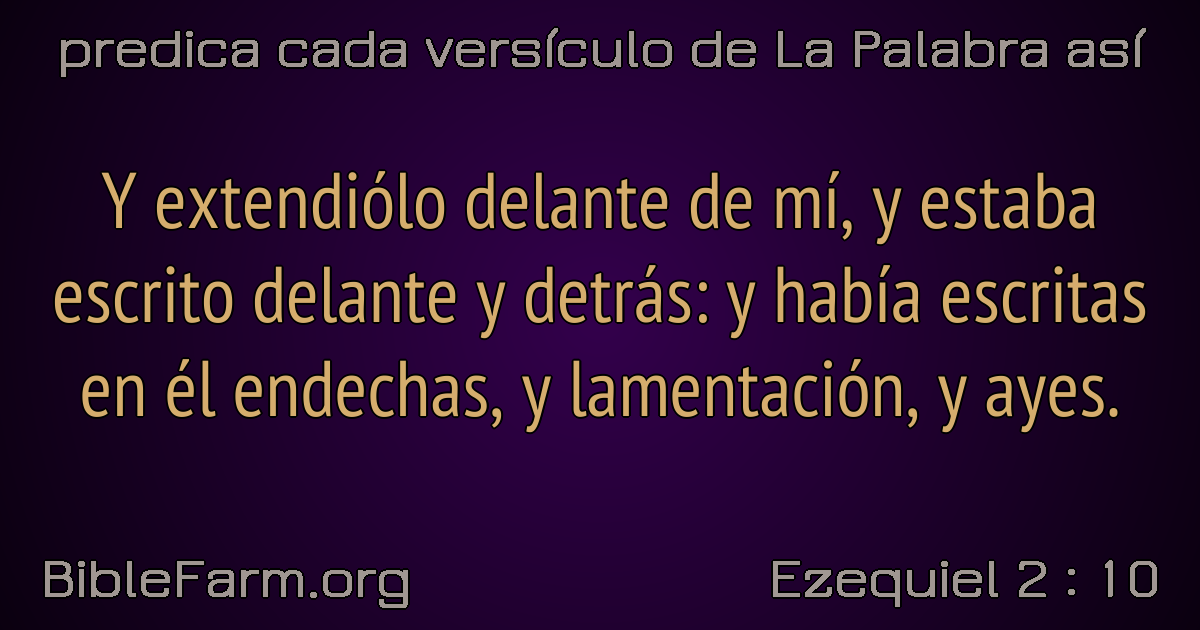 predica cada versículo de La Palabra así
Y extendiólo delante de mí, y estaba
escrito delante y detrás: y había escritas
en él endechas, y lamentación, y ayes.
BibleFarm.org
Ezequiel 2 : 10